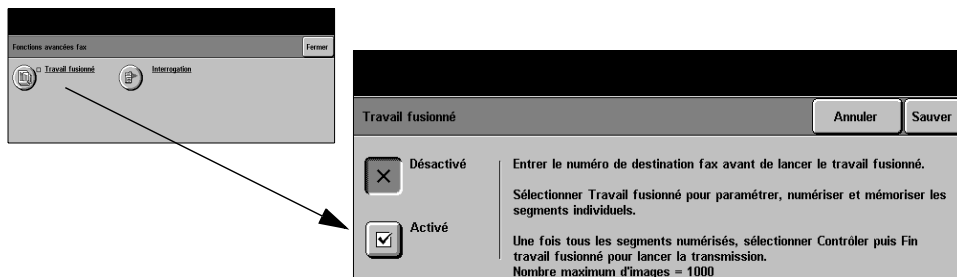 Fonctions avancées fax
Fermer
Travail fusionné
Interrogation
Travail fusionné
Annuler
Sauver
Désactivé
Activé
Entrer le numéro de destination fax avant de lancer le travail fusionné.
Sélectionner Travail fusionné pour paramétrer, numériser et mémoriser les
segments individuels.
Une fois tous les segments numérisés, sélectionner Contrôler puis Fin
travail fusionné pour lancer la transmission.
Nombre maximum d'images = 1000